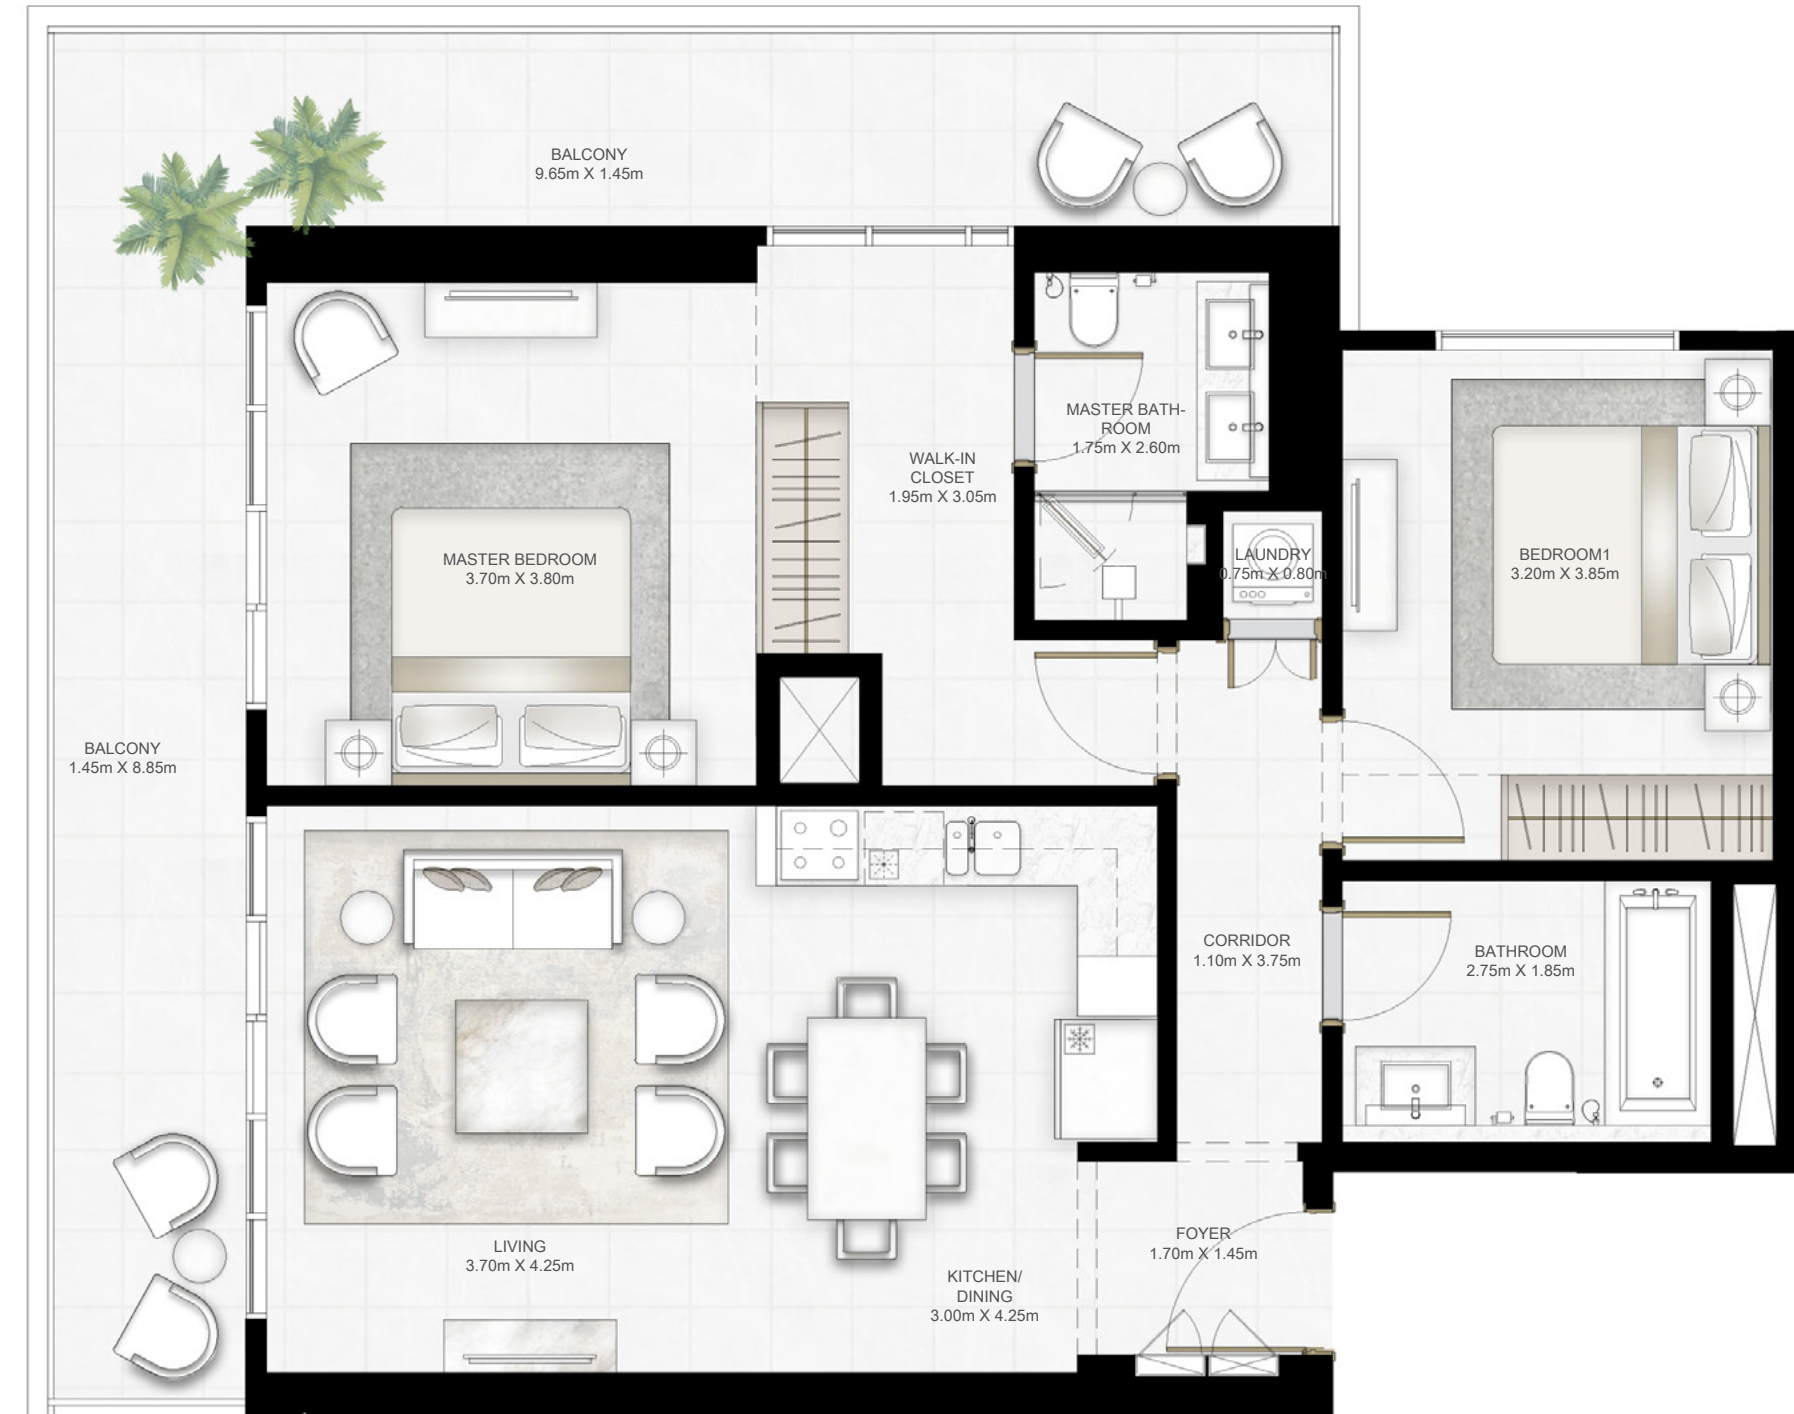 BALCONY
9.65m X 1.45m
MASTER BATH-
ROOM
1.75m X 2.60m
WALK-IN
CLOSET
1.95m X 3.05m
MASTER BEDROOM
3.70m X 3.80m
LAUNDRY
0.75m X 0.80m
BEDROOM1
3.20m X 3.85m
BALCONY
1.45m X 8.85m
CORRIDOR
1.10m X 3.75m
BATHROOM
2.75m X 1.85m
LIVING
3.70m X 4.25m
KITCHEN/
DINING
3.00m X 4.25m
FOYER
1.70m X 1.45m